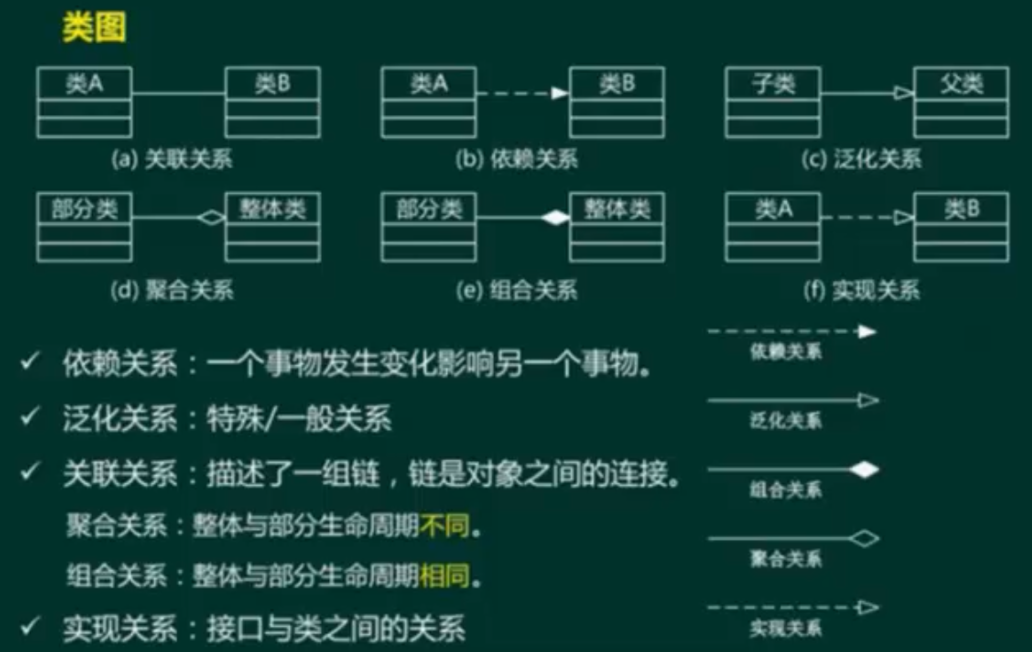 类图
类A 类B 类A 类B 子类 父类
(a) 关联关系 (b) 依赖关系 (c) 泛化关系
部分类 整体类 部分类 整体类 类A 类B
(d) 聚合关系 (e) 组合关系 (f) 实现关系
✓ 依赖关系：一个事物发生变化影响另一个事物。
✓ 泛化关系：特殊/一般关系
✓ 关联关系：描述了一组链，链是对象之间的连接。
聚合关系：整体与部分生命周期不同。
组合关系：整体与部分生命周期相同。
✓ 实现关系：接口与类之间的关系
依赖关系
泛化关系
组合关系
聚合关系
实现关系